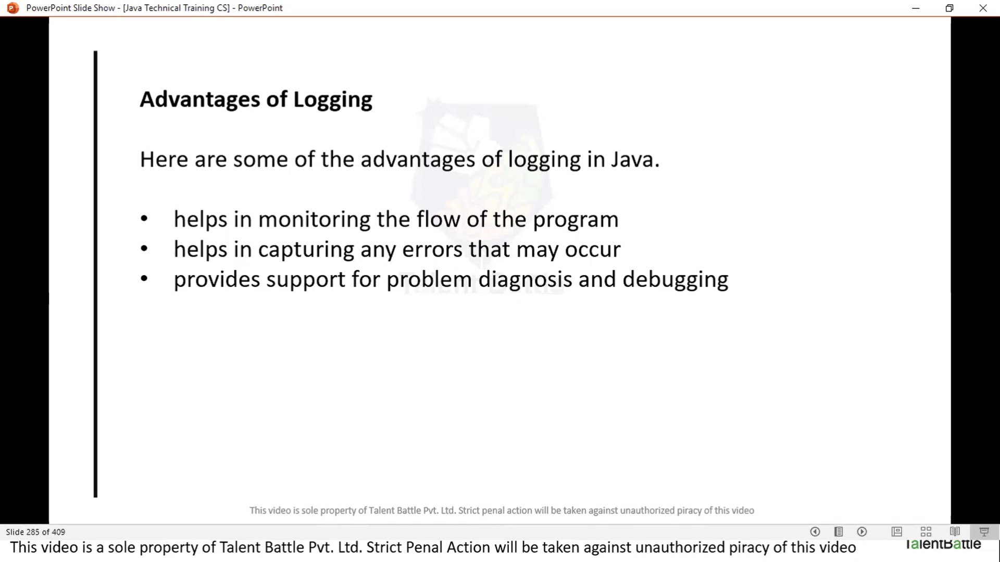 PowerPoint Slide Show - [Java Technical Training CS] - PowerPoint
Advantages of Logging
Here are some of the advantages of logging in Java.
• helps in monitoring the flow of the program
• helps in capturing any errors that may occur
• provides support for problem diagnosis and debugging
Talent Battle
This video is sole property of Talent Battle Pvt. Ltd. Strict penal action will be taken against unauthorized piracy of this video
Slide 285 of 409
This video is a sole property of Talent Battle Pvt. Ltd. Strict Penal Action will be taken against unauthorized piracy of this video
TalentBattle